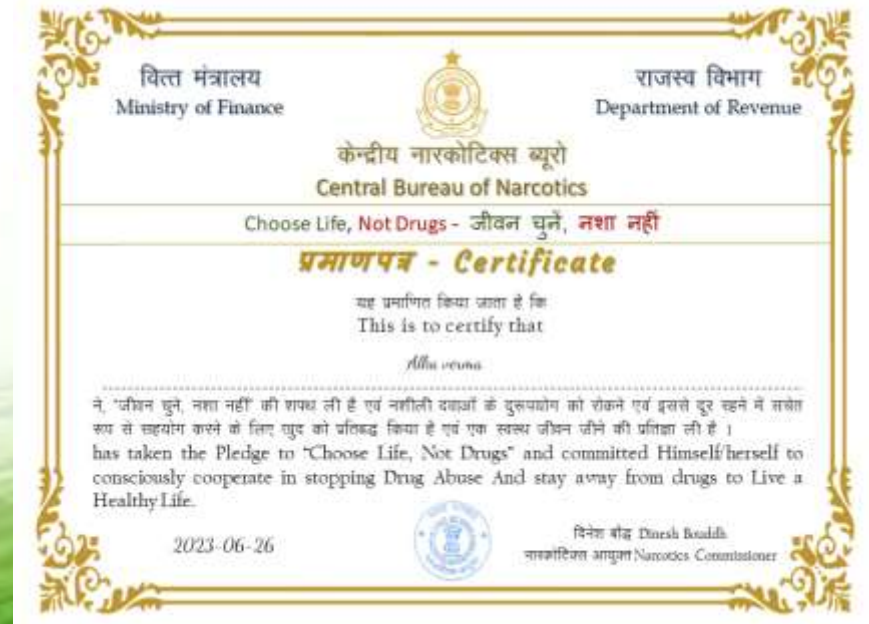 वित्त मंत्रालय
Ministry of Finance
राजस्व विभाग
Department of Revenue
केन्द्रीय नारकोटिक्स ब्यूरो
Central Bureau of Narcotics
Choose Life, Not Drugs - जीवन चुनें, नशा नहीं
प्रमाणपत्र - Certificate
यह प्रमाणित किया जाता है कि
This is to certify that
verma
ने, "जीवन चुने, नशा नहीं" की शपथ ली है एवं नशीली दवाओं के दुरूपयोग को रोकने एवं इससे दूर रहने में सचेत
रूप से सहयोग करने के लिए खुद को प्रतिबद्ध किया है एवं एक स्वस्थ जीवन जीने की प्रतिज्ञा ली है ।
has taken the Pledge to "Choose Life, Not Drugs" and committed Himself/herself to
consciously cooperate in stopping Drug Abuse And stay away from drugs to Live a
Healthy Life.
2023-06-26
दिनेश बौद्ध Dinesh Bouddh
नारकोटिक्स आयुक्त Narcotics Commissioner